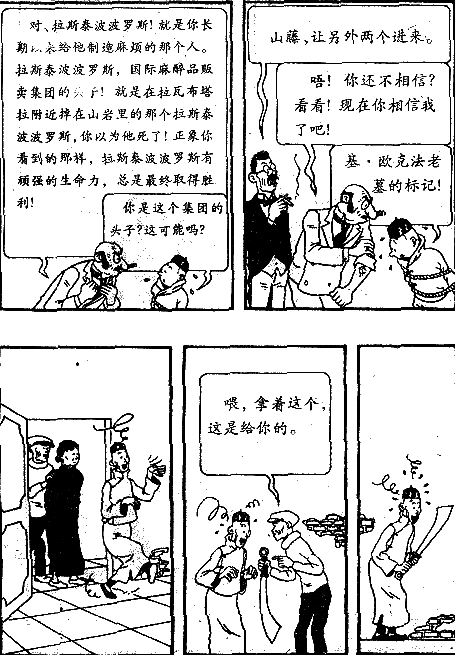 对、拉斯泰波波罗斯！就是你长
期以来给他制造麻烦的那个人。
拉斯泰波波罗斯，国际麻醉品贩
卖集团的头子！就是在拉瓦布塔
拉附近掉在山岩里的那个拉斯泰
波波罗斯，你以为他死了！正象你
看到的那样，拉斯泰波波罗斯有
顽强的生命力，总是最终取得胜
利！
你是这个集团的
头子？这可能吗？
山藤，让另外两个进来。
唔！你还不相信？
看看！现在你相信我
了吧！
基·欧克法老
墓的标记！
喂，拿着这个，
这是给你的。